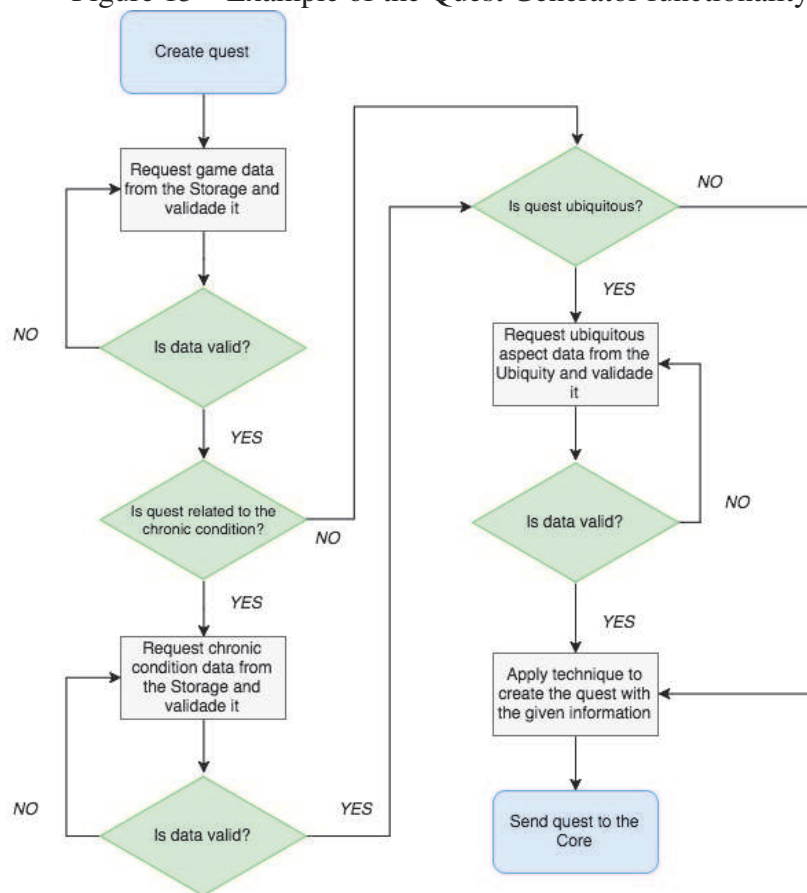 Figure 13 – Example of the Quest Generator functionality
Create quest
Request game data
from the Storage and
validade it
NO
Is data valid?
YES
Is quest related to the
chronic condition?
NO
YES
Request chronic
condition data from
the Storage and
validade it
NO
Is data valid?
YES
Is quest ubiquitous?
NO
YES
Request ubiquitous
aspect data from the
Ubiquity and validade
it
Is data valid?
NO
YES
Apply technique to
create the quest with
the given information
Send quest to the
Core